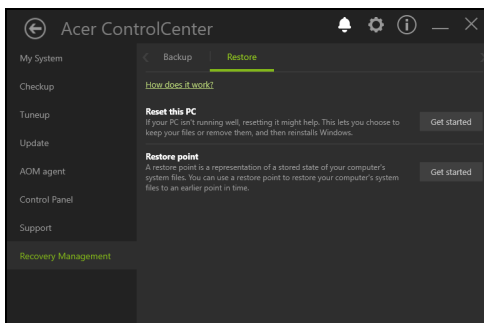 Acer ControlCenter
My System
Checkup
Tuneup
Update
AOM agent
Control Panel
Support
Recovery Management
Backup
Restore
How does it work?
Reset this PC
If your PC isn't running well, resetting it might help. This lets you choose to
keep your files or remove them, and then reinstalls Windows.
Get started
Restore point
A restore point is a representation of a stored state of your computer's
system files. You can use a restore point to restore your computer's system
files to an earlier point in time.
Get started